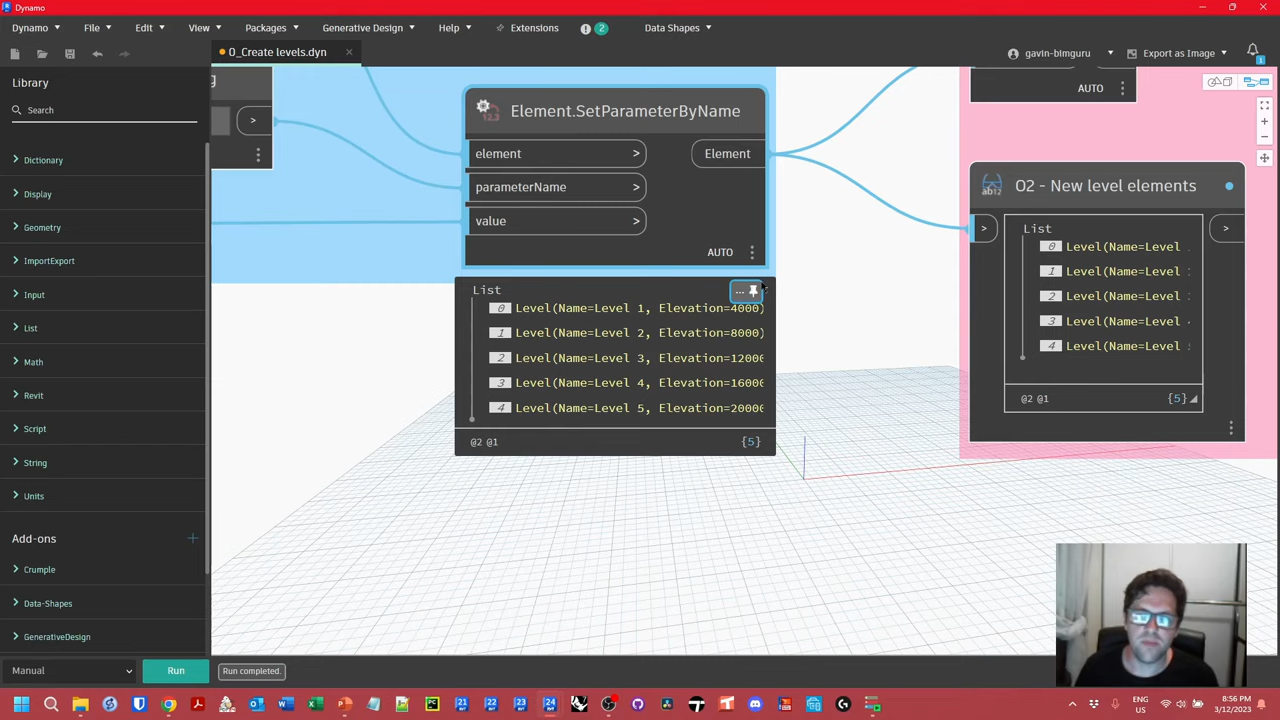 Dynamo
Dynamo File Edit View Packages Generative Design Help Extensions 2 Data Shapes
0_Create levels.dyn
gavin-bimguru Export as Image 1
Library
Search
Dictionary
Display
Geometry
ImportExport
Input
List
Math
Revit
Script
String
Units
Add-ons
Crumple
Data-Shapes
GenerativeDesign
Manual Run Run completed.
g
>
Element.SetParameterByName
element >
parameterName >
value >
Element
AUTO
List
0 Level(Name=Level 1, Elevation=4000)
1 Level(Name=Level 2, Elevation=8000)
2 Level(Name=Level 3, Elevation=12000
3 Level(Name=Level 4, Elevation=16000
4 Level(Name=Level 5, Elevation=20000
@2 @1 {5}
AUTO
O2 - New level elements
> List >
0 Level(Name=Level
1 Level(Name=Level
2 Level(Name=Level
3 Level(Name=Level
4 Level(Name=Level
@2 @1 {5}
ENG
US
8:56 PM
3/12/2023